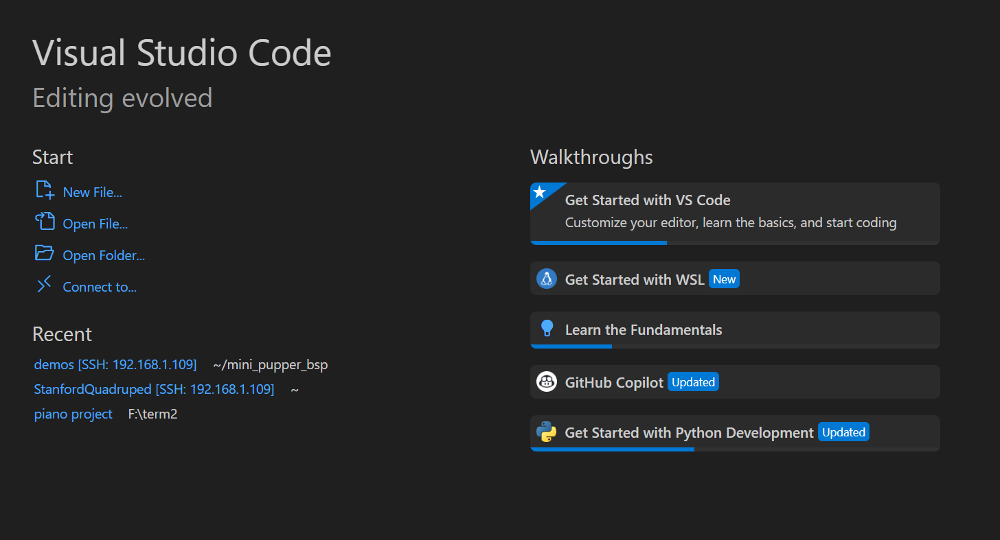 Visual Studio Code
Editing evolved
Start
New File...
Open File...
Open Folder...
Connect to...
Recent
demos [SSH: 192.168.1.109] ~/mini_pupper_bsp
StanfordQuadruped [SSH: 192.168.1.109] ~
piano project F:\term2
Walkthroughs
Get Started with VS Code
Customize your editor, learn the basics, and start coding
Get Started with WSL New
Learn the Fundamentals
GitHub Copilot Updated
Get Started with Python Development Updated